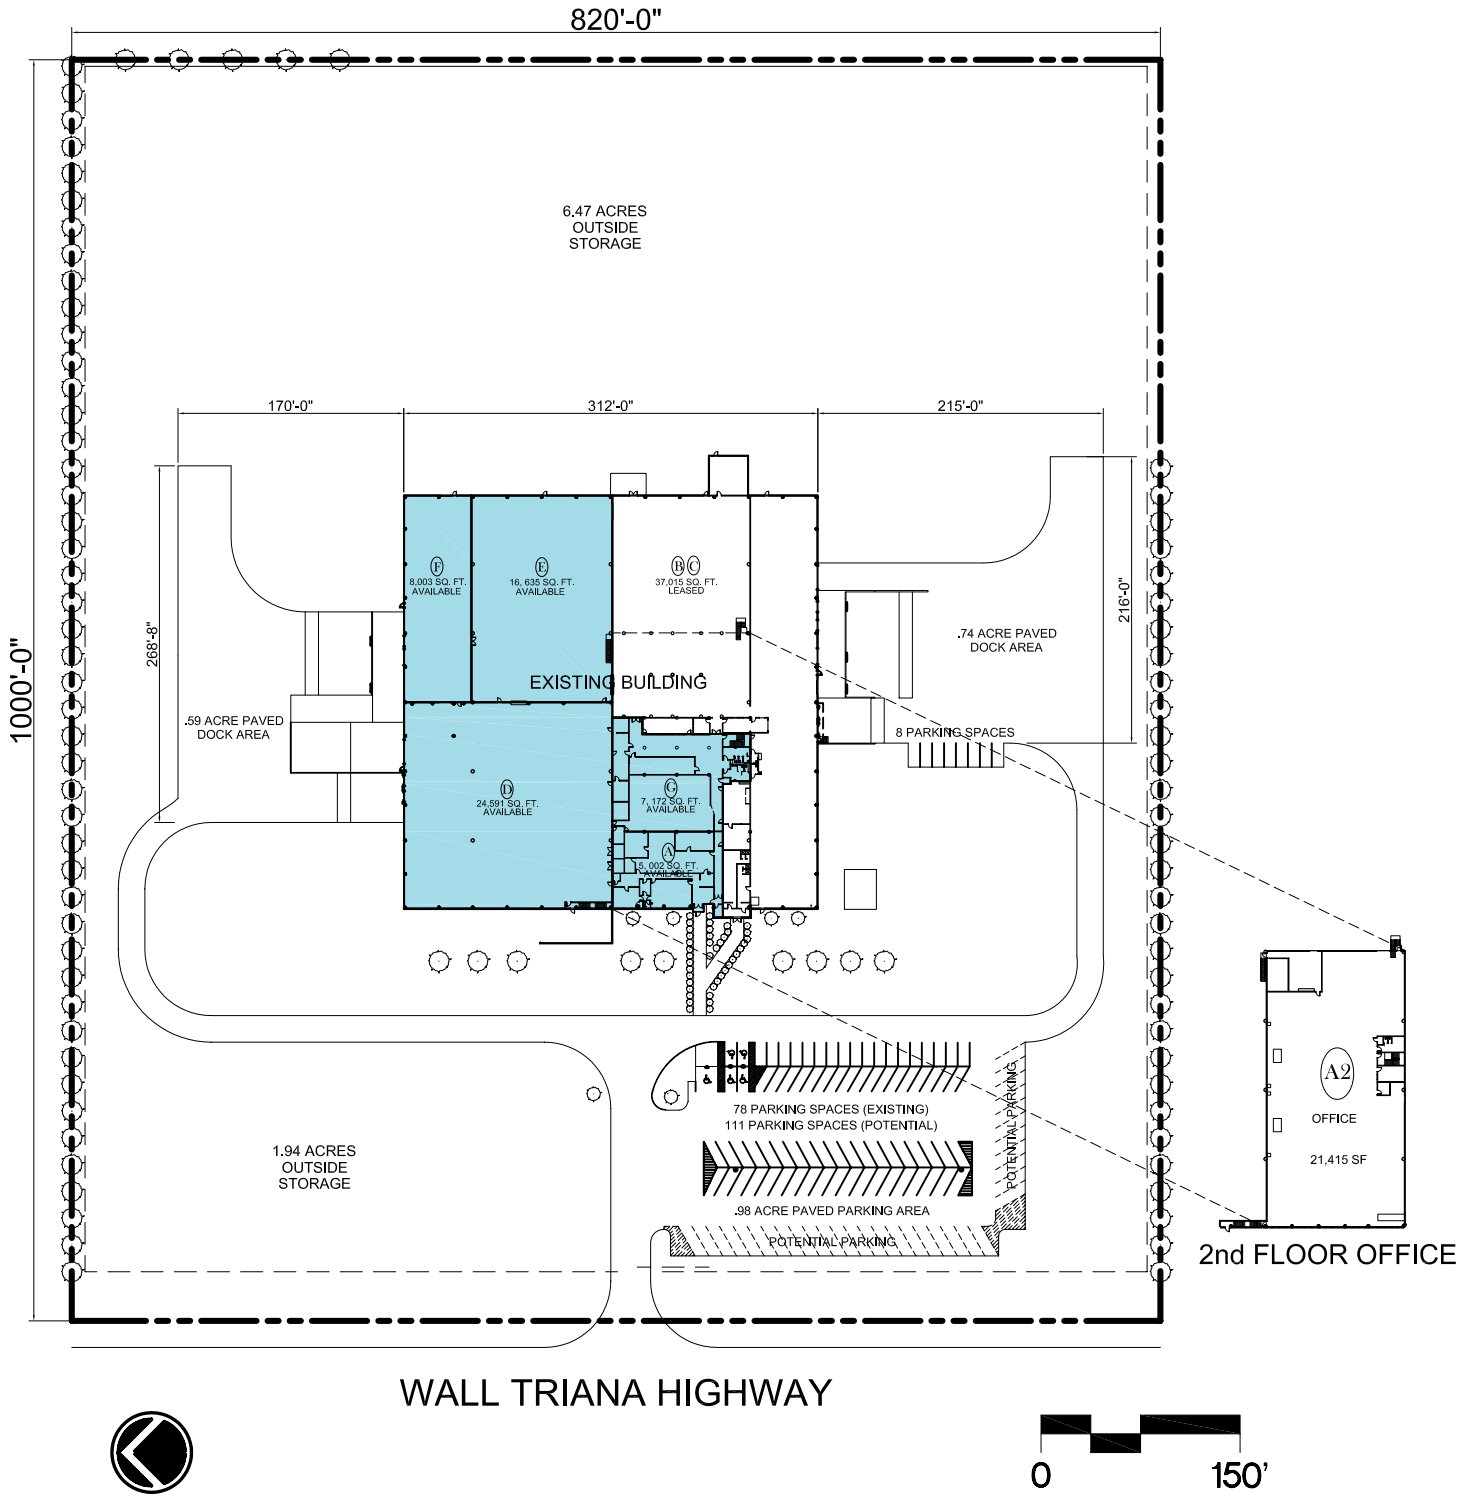 820'-0"
6.47 ACRES
OUTSIDE
STORAGE
170'-0"
312'-0"
215'-0"
1000'-0"
268'-8"
216'-0"
F
8,003 SQ. FT.
AVAILABLE
E
16, 635 SQ. FT.
AVAILABLE
B C
37,015 SQ. FT.
LEASED
.74 ACRE PAVED
DOCK AREA
EXISTING BUILDING
.59 ACRE PAVED
DOCK AREA
8 PARKING SPACES
D
24,591 SQ. FT.
AVAILABLE
G
7, 172 SQ. FT.
AVAILABLE
A
5, 002 SQ. FT.
AVAILABLE
A2
OFFICE
21,415 SF
2nd FLOOR OFFICE
78 PARKING SPACES (EXISTING)
111 PARKING SPACES (POTENTIAL)
POTENTIAL PARKING
1.94 ACRES
OUTSIDE
STORAGE
.98 ACRE PAVED PARKING AREA
POTENTIAL PARKING
WALL TRIANA HIGHWAY
0 150'